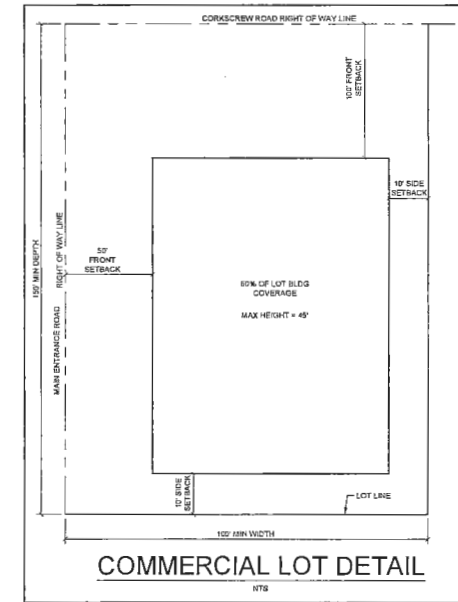 CORKSCREW ROAD RIGHT OF WAY LINE
100' FRONT
SETBACK
10' SIDE
SETBACK
150' MIN DEPTH
MAIN ENTRANCE ROAD
RIGHT OF WAY LINE
50'
FRONT
SETBACK
OF LOT BLDG
COVERAGE
MAX HEIGHT = 45'
10' SIDE
SETBACK
LOT LINE
100' MIN WIDTH
COMMERCIAL LOT DETAIL
NTS